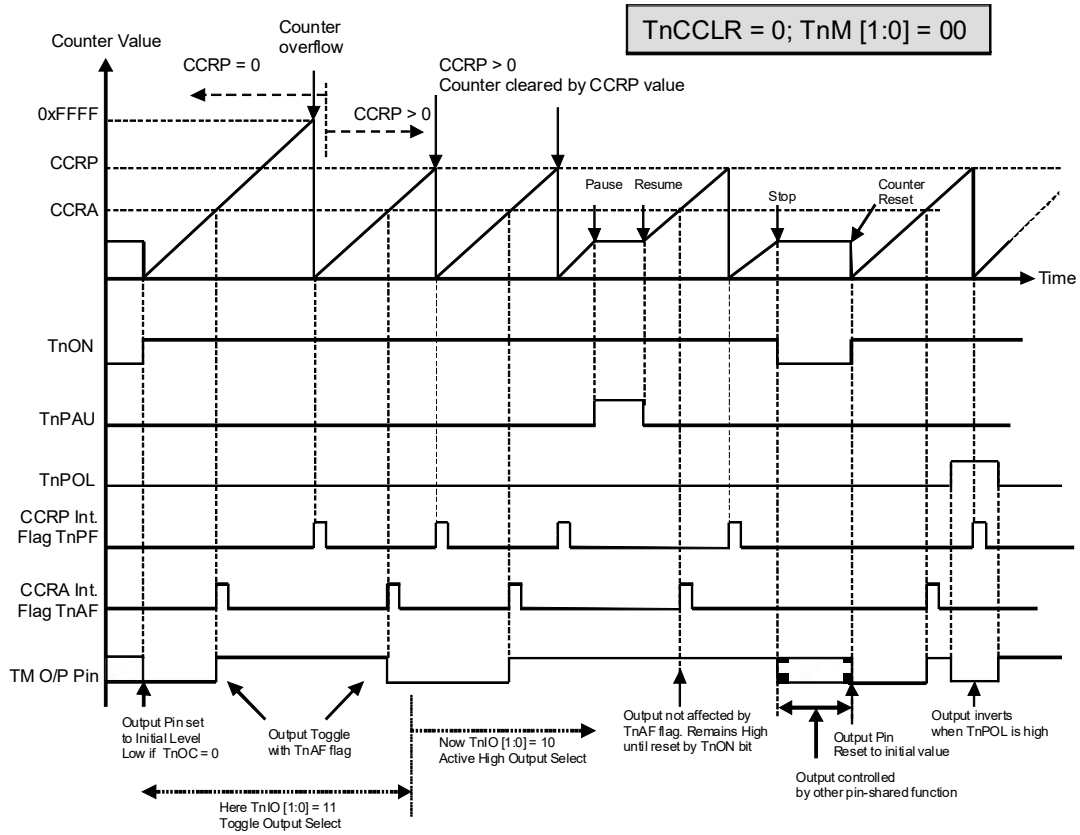 TnCCLR = 0; TnM [1:0] = 00
Counter Value
Counter
overflow
CCRP = 0
CCRP > 0
CCRP > 0
Counter cleared by CCRP value
0xFFFF
CCRP
CCRA
Pause
Resume
Stop
Counter
Reset
Time
TnON
TnPAU
TnPOL
CCRP Int.
Flag TnPF
CCRA Int.
Flag TnAF
TM O/P Pin
Output Pin set
to Initial Level
Low if TnOC = 0
Output Toggle
with TnAF flag
Here TnIO [1:0] = 11
Toggle Output Select
Now TnIO [1:0] = 10
Active High Output Select
Output not affected by
TnAF flag. Remains High
until reset by TnON bit
Output Pin
Reset to initial value
Output controlled
by other pin-shared function
Output inverts
when TnPOL is high